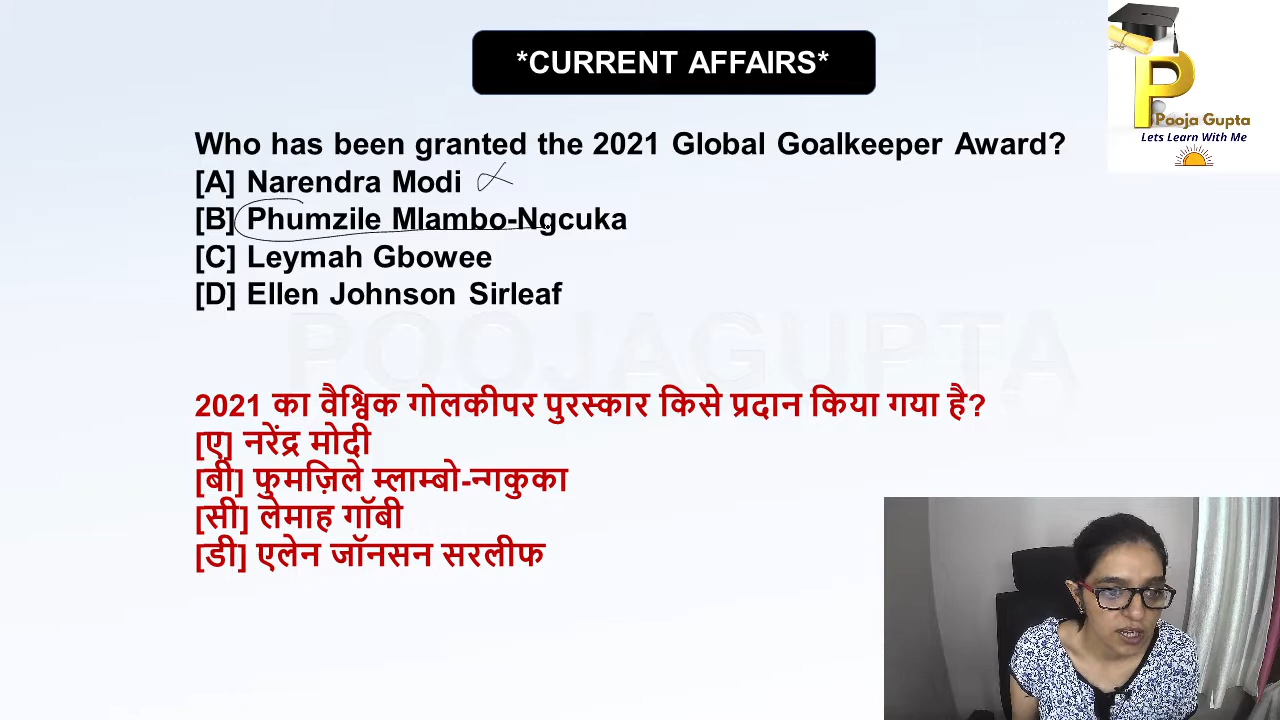 *CURRENT AFFAIRS*
P
Pooja Gupta
Lets Learn With Me
Who has been granted the 2021 Global Goalkeeper Award?
[A] Narendra Modi
[B] Phumzile Mlambo-Ngcuka
[C] Leymah Gbowee
[D] Ellen Johnson Sirleaf
POOJAGUPTA
2021 का वैश्विक गोलकीपर पुरस्कार किसे प्रदान किया गया है?
[ए] नरेंद्र मोदी
[बी] फुमज़िले म्लाम्बो-न्गकुका
[सी] लेमाह गॉबी
[डी] एलेन जॉनसन सरलीफ